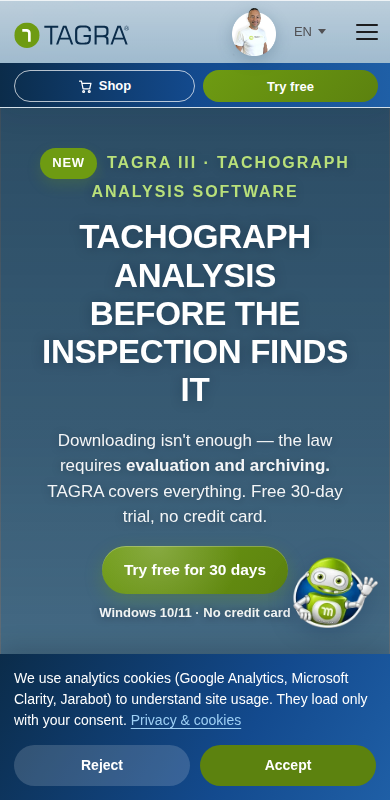 TAGRA®
EN
Shop
Try free
NEW TAGRA III · TACHOGRAPH
ANALYSIS SOFTWARE
TACHOGRAPH
ANALYSIS
BEFORE THE
INSPECTION FINDS
IT
Downloading isn't enough — the law
requires evaluation and archiving.
TAGRA covers everything. Free 30-day
trial, no credit card.
Try free for 30 days
Windows 10/11 · No credit card
We use analytics cookies (Google Analytics, Microsoft
Clarity, Jarabot) to understand site usage. They load only
with your consent. Privacy & cookies
Reject
Accept